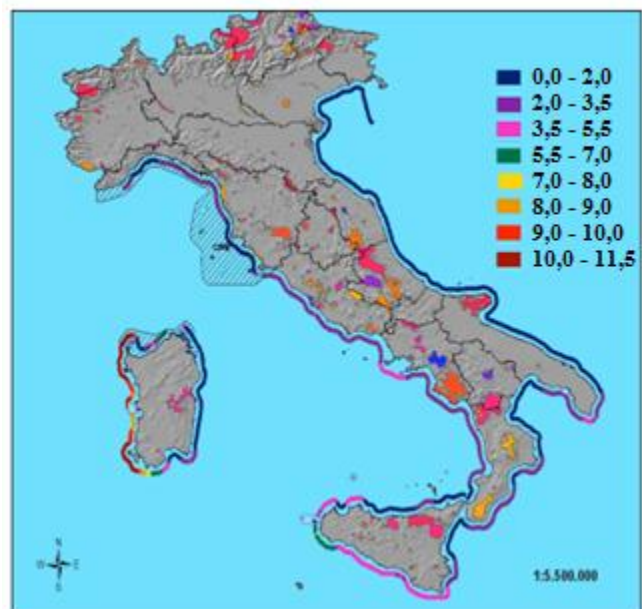 0,0 - 2,0
2,0 - 3,5
3,5 - 5,5
5,5 - 7,0
7,0 - 8,0
8,0 - 9,0
9,0 - 10,0
10,0 - 11,5
N
W
E
S
1:5.500.000